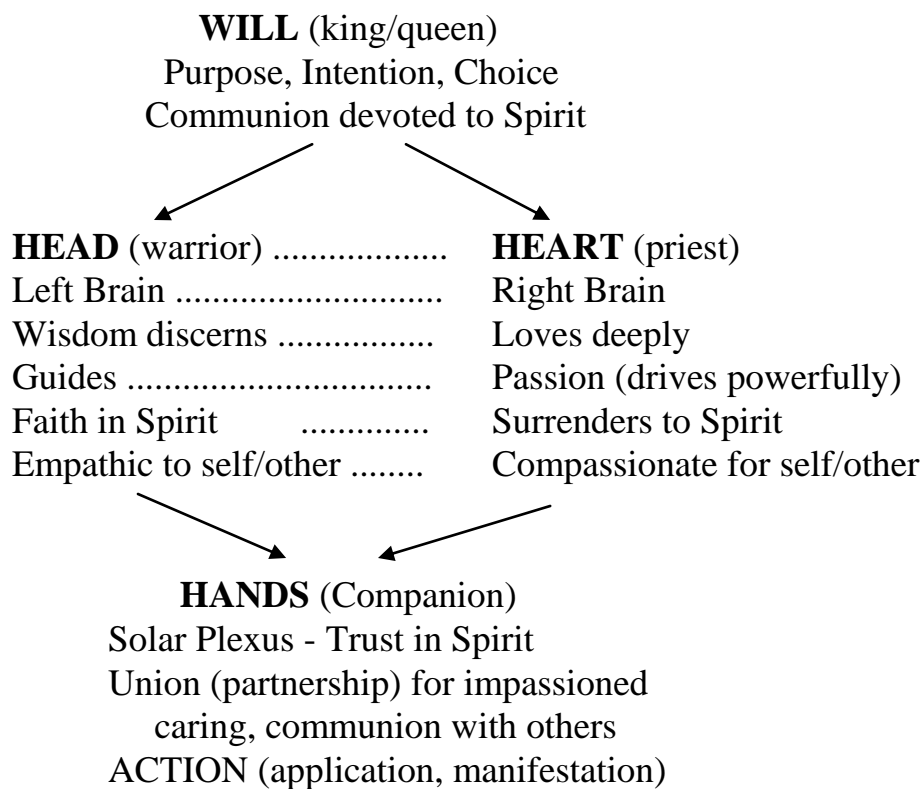 WILL (king/queen)
Purpose, Intention, Choice
Communion devoted to Spirit
HEAD (warrior) ................... HEART (priest)
Left Brain ............................. Right Brain
Wisdom discerns ................. Loves deeply
Guides ................................. Passion (drives powerfully)
Faith in Spirit .............. Surrenders to Spirit
Empathic to self/other ........ Compassionate for self/other
HANDS (Companion)
Solar Plexus - Trust in Spirit
Union (partnership) for impassioned
caring, communion with others
ACTION (application, manifestation)